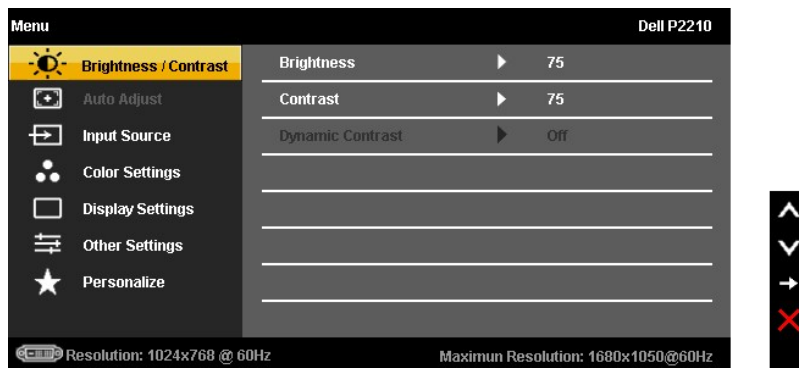 Menu Dell P2210
Brightness / Contrast Brightness 75
Auto Adjust Contrast 75
Input Source Dynamic Contrast Off
Color Settings
Display Settings
Other Settings
Personalize
Resolution: 1024x768 @ 60Hz Maximun Resolution: 1680x1050@60Hz